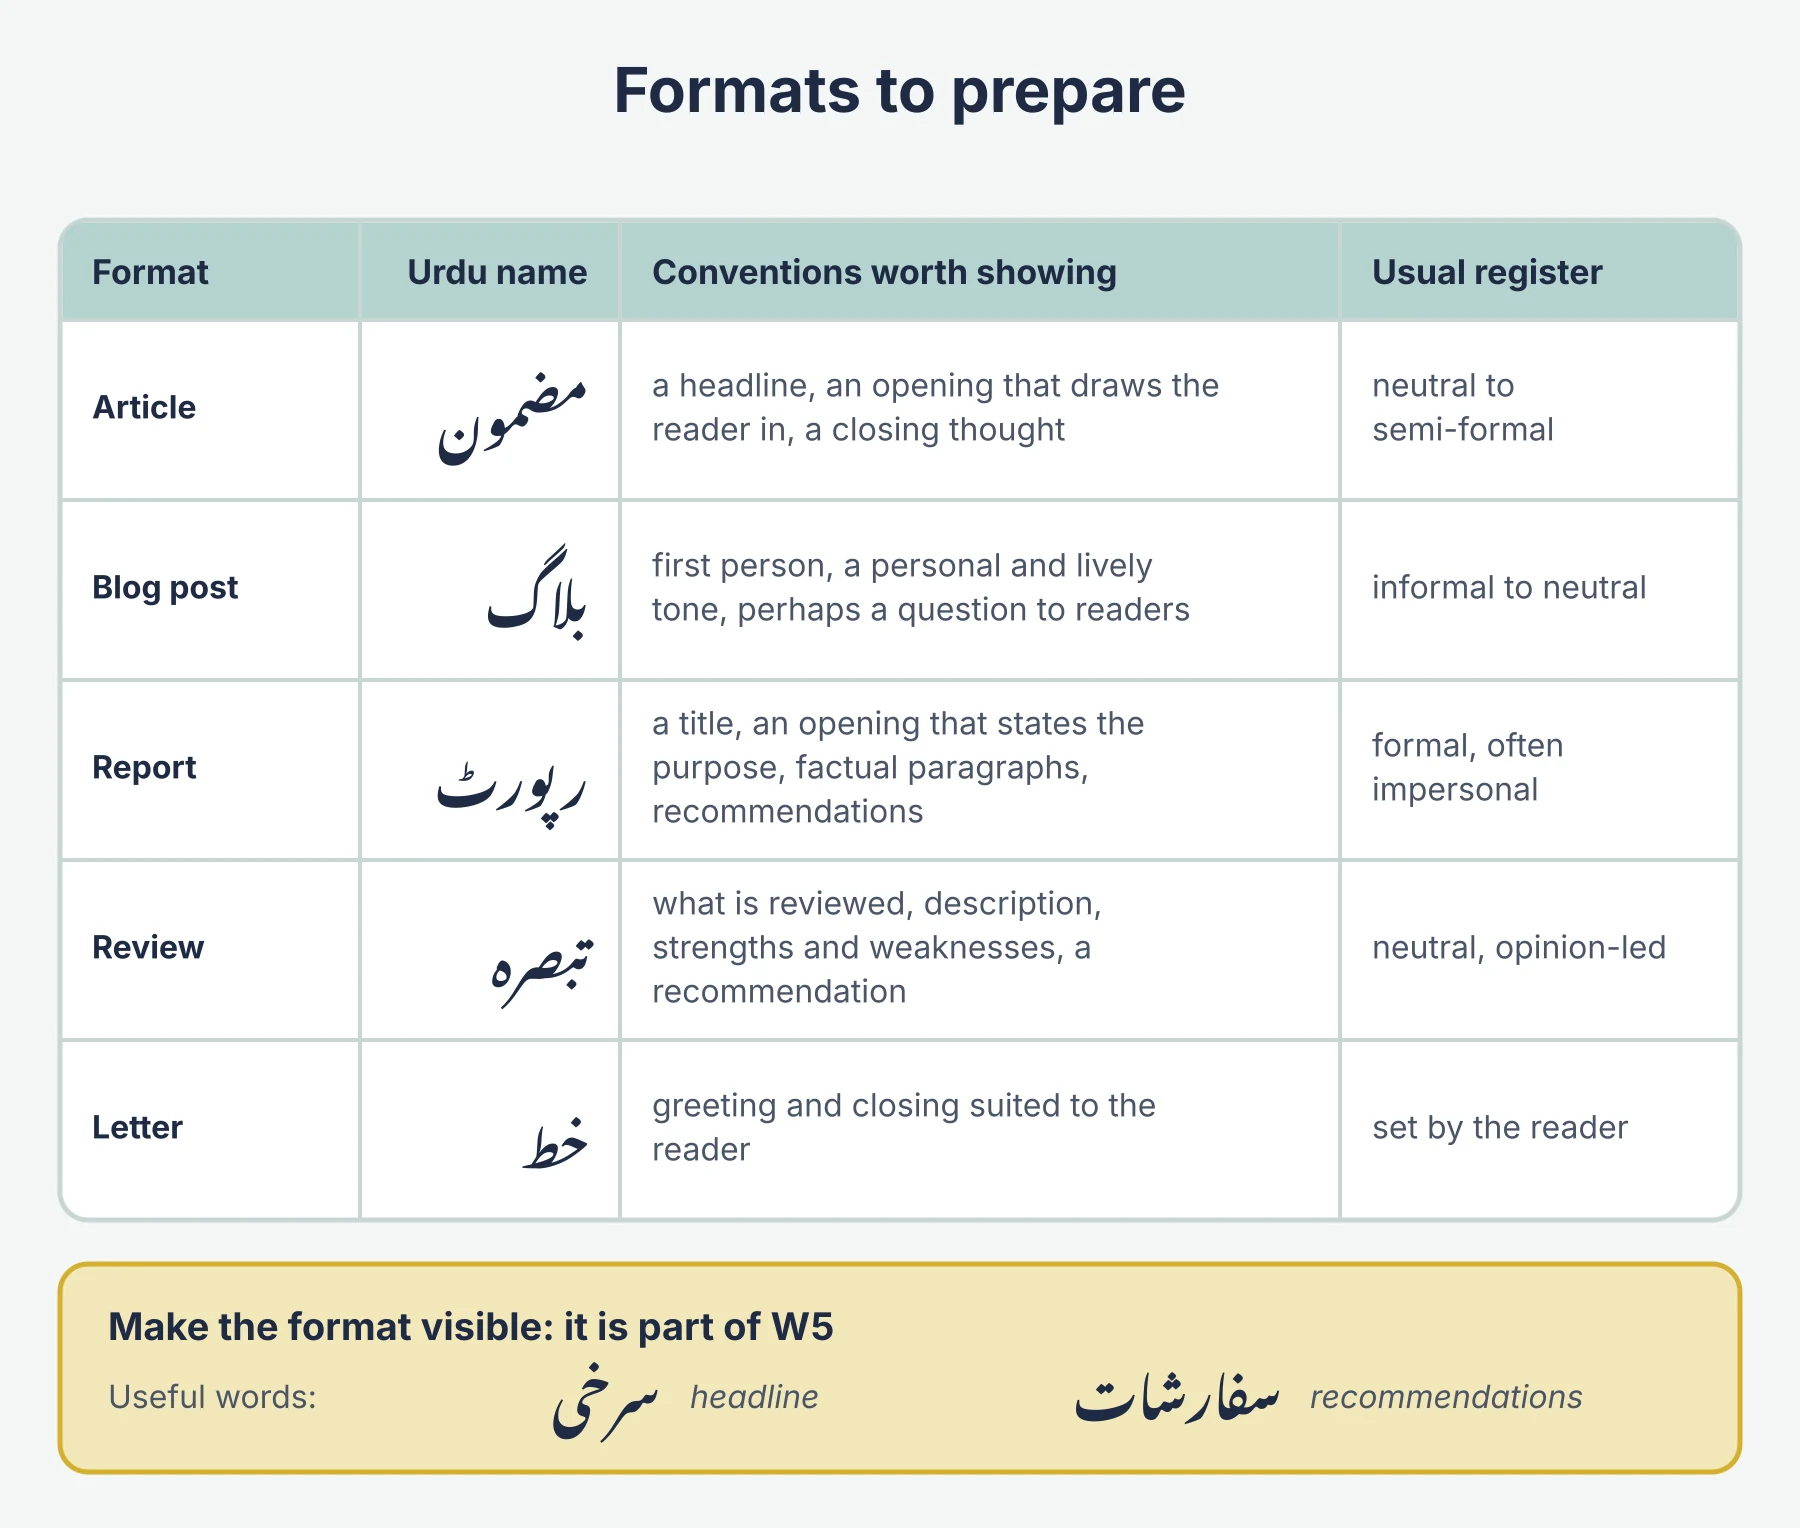 Formats to prepare
Format
Urdu name
Conventions worth showing
Usual register
Article
مضمون
a headline, an opening that draws the
reader in, a closing thought
neutral to
semi-formal
Blog post
بلاگ
first person, a personal and lively
tone, perhaps a question to readers
informal to neutral
Report
رپورٹ
a title, an opening that states the
purpose, factual paragraphs,
recommendations
formal, often
impersonal
Review
تبصرہ
what is reviewed, description,
strengths and weaknesses, a
recommendation
neutral, opinion-led
Letter
خط
greeting and closing suited to the
reader
set by the reader
Make the format visible: it is part of W5
Useful words: سرخی headline سفارشات recommendations